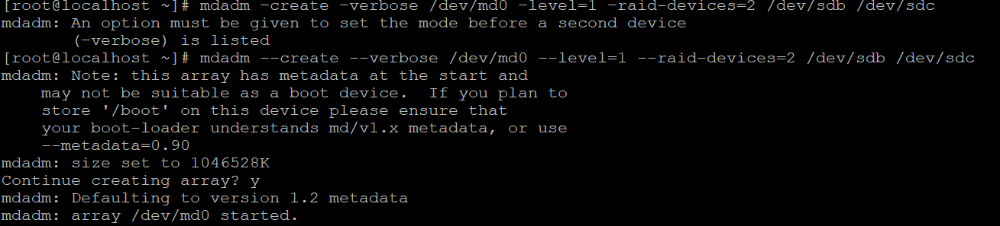 [root@localhost ~]# mdadm -create -verbose /dev/md0 -level=1 -raid-devices=2 /dev/sdb /dev/sdc
mdadm: An option must be given to set the mode before a second device
       (-verbose) is listed
[root@localhost ~]# mdadm --create --verbose /dev/md0 --level=1 --raid-devices=2 /dev/sdb /dev/sdc
mdadm: Note: this array has metadata at the start and
    may not be suitable as a boot device.  If you plan to
    store '/boot' on this device please ensure that
    your boot-loader understands md/v1.x metadata, or use
    --metadata=0.90
mdadm: size set to 1046528K
Continue creating array? y
mdadm: Defaulting to version 1.2 metadata
mdadm: array /dev/md0 started.